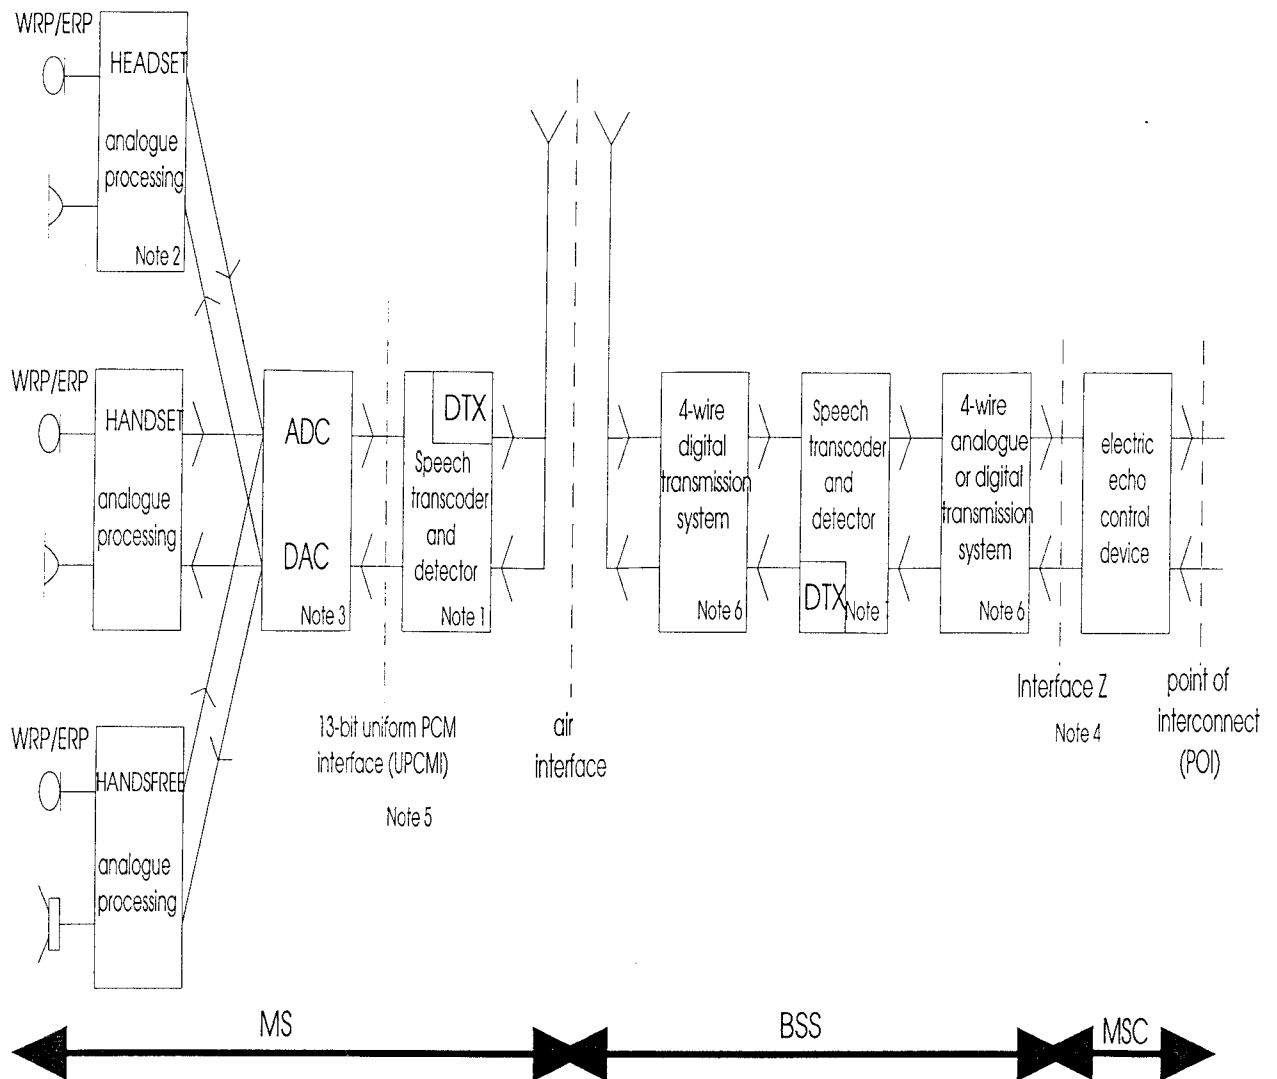 WRP/ERP
HEADSET
analogue
processing
Note 2
WRP/ERP
HANDSET
analogue
processing
ADC
DAC
Note 3
DTX
Speech
transcoder
and
detector
Note 1
4-wire
digital
transmission
system
Note 6
Speech
transcoder
and
detector
DTX
Note
4-wire
analogue
or digital
transmission
system
Note 6
electric
echo
control
device
WRP/ERP
HANDSFREE
analogue
processing
13-bit uniform PCM
interface (UPCMI)
Note 5
air
interface
Interface Z
Note 4
point of
interconnect
(POI)
MS
BSS
MSC